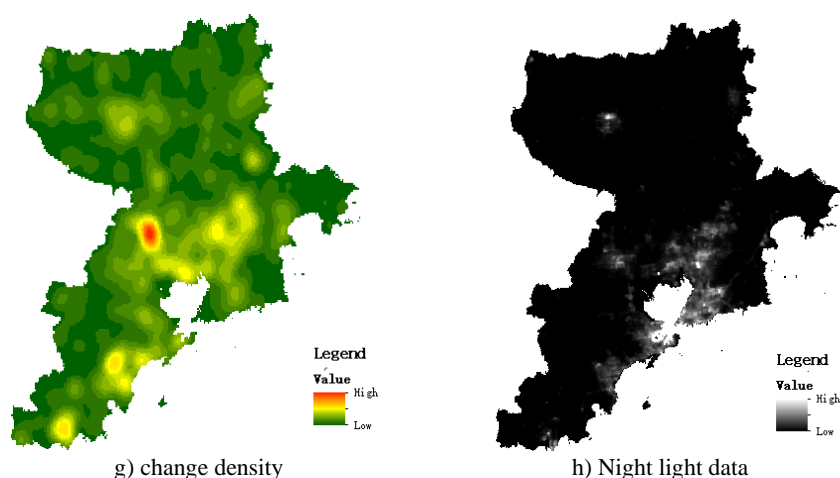 Legend
Value
High
Low
g) change density
Legend
Value
High
Low
h) Night light data